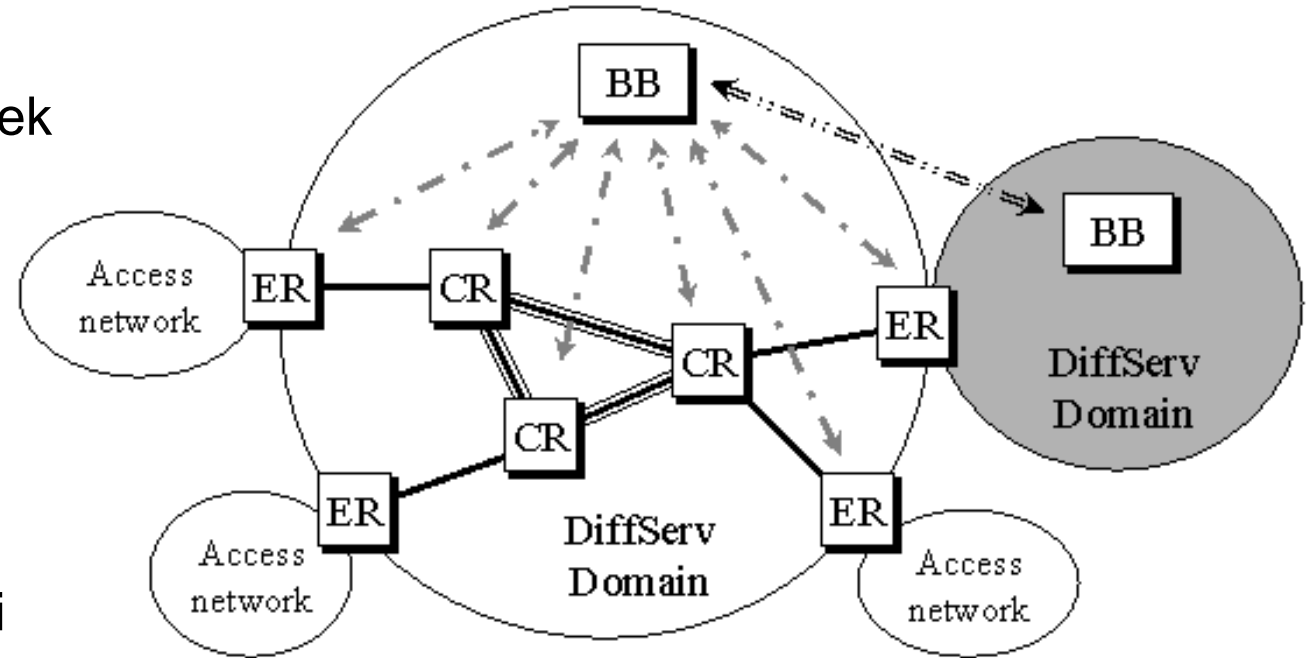 ek
BB
BB
Access
network
ER
CR
ER
CR
DiffServ
Domain
CR
ER
ER
DiffServ
Domain
Access
network
Access
network
i